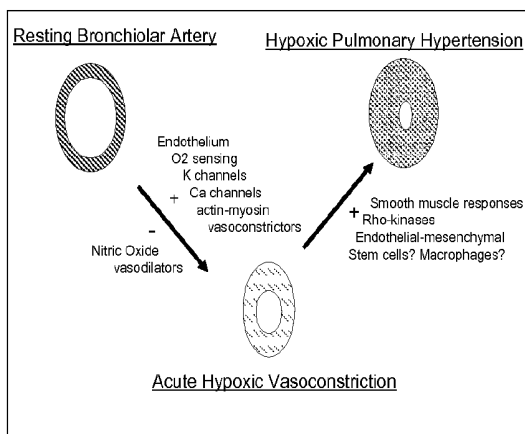 Resting Bronchiolar Artery
Hypoxic Pulmonary Hypertension
Endothelium
O2 sensing
K channels
+ Ca channels
actin-myosin
vasoconstrictors
-
Nitric Oxide
vasodilators
+ Smooth muscle responses
Rho-kinases
Endothelial-mesenchymal
Stem cells? Macrophages?
Acute Hypoxic Vasoconstriction